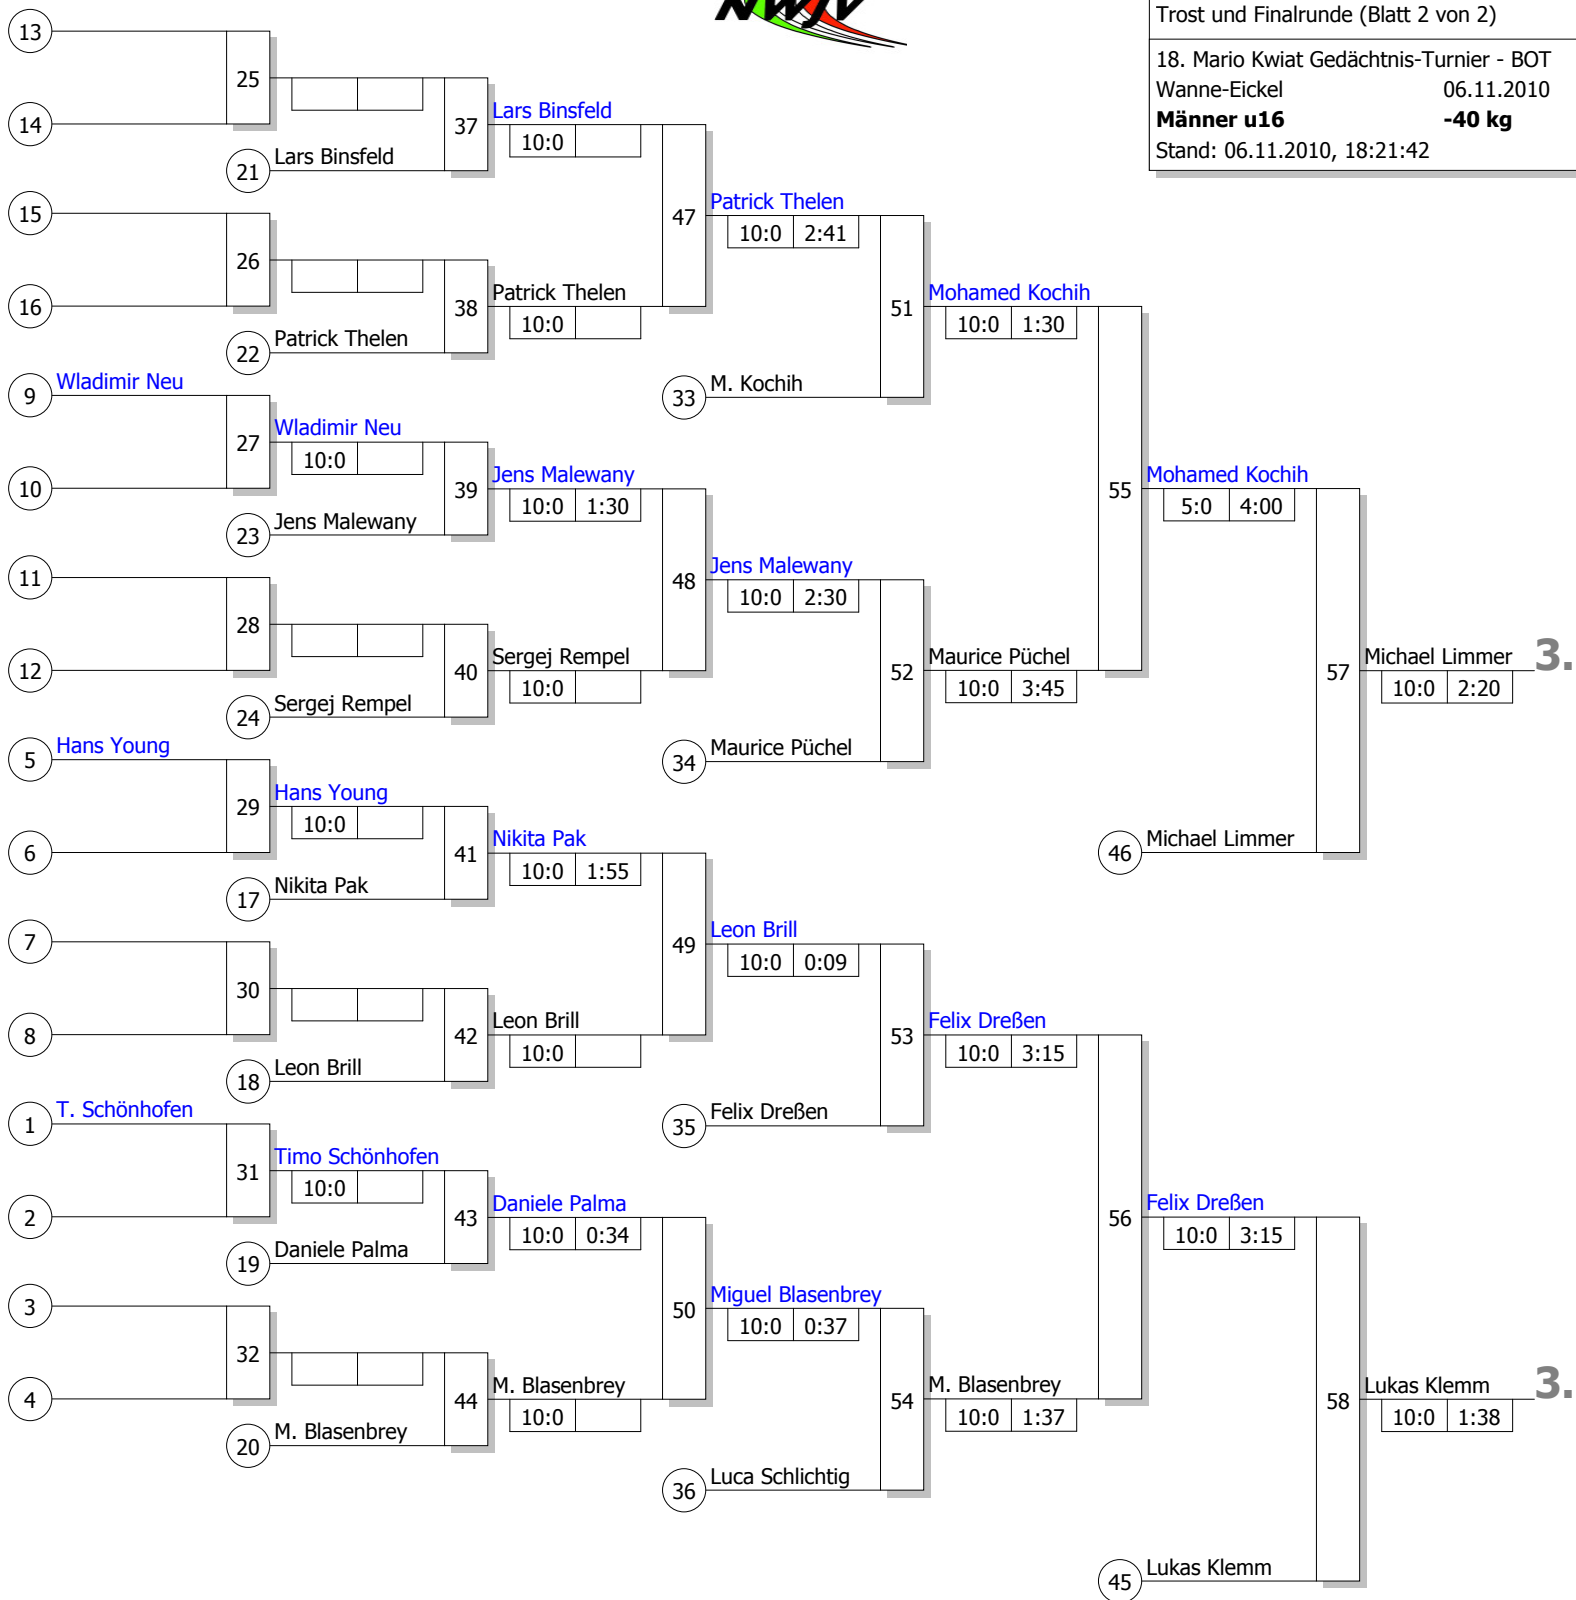 NWJV
Trost und Finalrunde (Blatt 2 von 2)
18. Mario Kwiat Gedächtnis-Turnier - BOT
Wanne-Eickel 06.11.2010
Männer u16 -40 kg
Stand: 06.11.2010, 18:21:42
13
25
14
37
Lars Binsfeld
10:0
21
Lars Binsfeld
15
47
Patrick Thelen
10:0 2:41
26
16
38
Patrick Thelen
10:0
22
Patrick Thelen
51
Mohamed Kochih
10:0 1:30
33
M. Kochih
9
Wladimir Neu
27
Wladimir Neu
10:0
10
39
Jens Malewany
10:0 1:30
23
Jens Malewany
55
Mohamed Kochih
5:0 4:00
11
48
Jens Malewany
10:0 2:30
28
12
40
Sergej Rempel
10:0
24
Sergej Rempel
52
Maurice Püchel
10:0 3:45
34
Maurice Püchel
57
Michael Limmer
3.
10:0 2:20
5
Hans Young
29
Hans Young
10:0
6
41
Nikita Pak
10:0 1:55
17
Nikita Pak
46
Michael Limmer
7
49
Leon Brill
10:0 0:09
30
8
42
Leon Brill
10:0
18
Leon Brill
53
Felix Dreßen
10:0 3:15
35
Felix Dreßen
1
T. Schönhofen
31
Timo Schönhofen
10:0
2
43
Daniele Palma
10:0 0:34
19
Daniele Palma
56
Felix Dreßen
10:0 3:15
3
50
Miguel Blasenbrey
10:0 0:37
32
4
44
M. Blasenbrey
10:0
20
M. Blasenbrey
54
M. Blasenbrey
10:0 1:37
36
Luca Schlichtig
58
Lukas Klemm
3.
10:0 1:38
45
Lukas Klemm